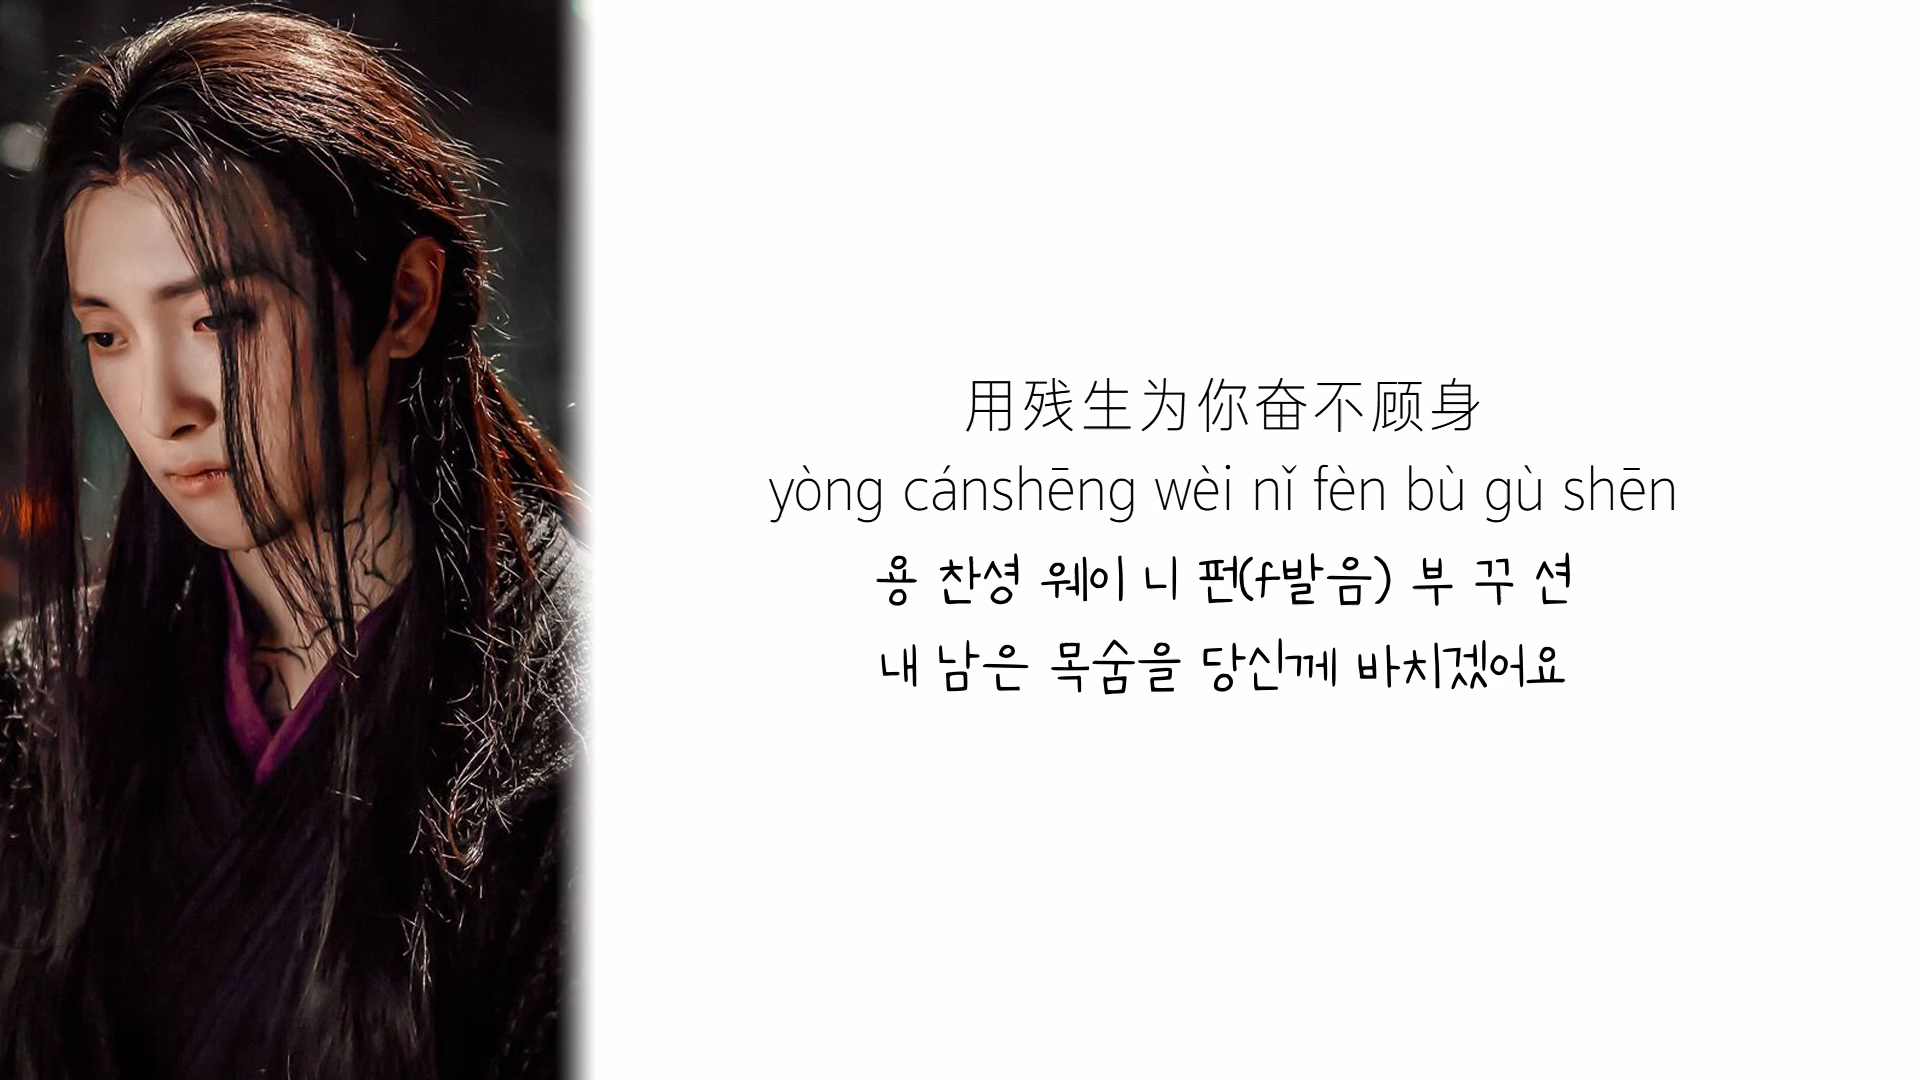 用残生为你奋不顾身
yòng cánshēng wèi nǐ fèn bù gù shēn
용 찬셩 웨이 니 펀(f발음) 부 꾸 션
내 남은 목숨을 당신께 바치겠어요